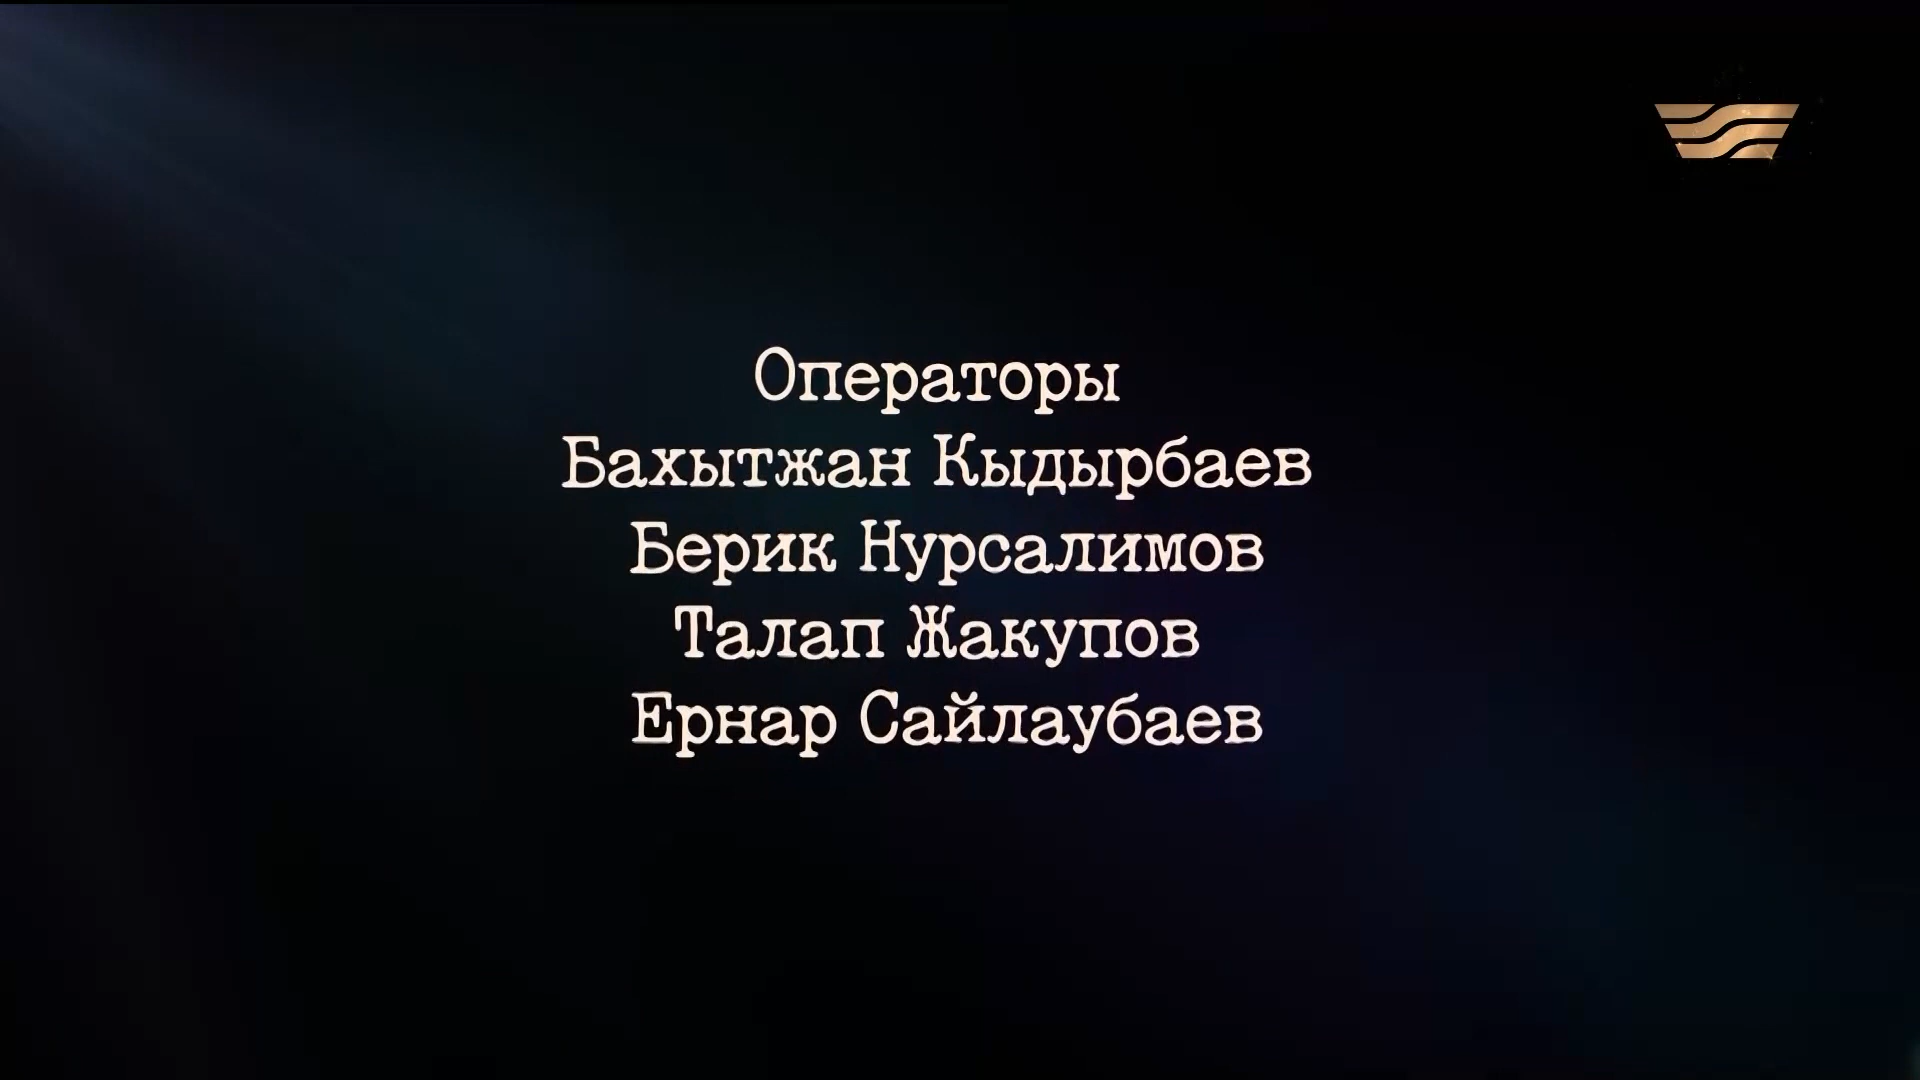 Операторы
Бахытжан Кыдырбаев
Берик Нурсалимов
Талап Жакупов
Ернар Сайлаубаев